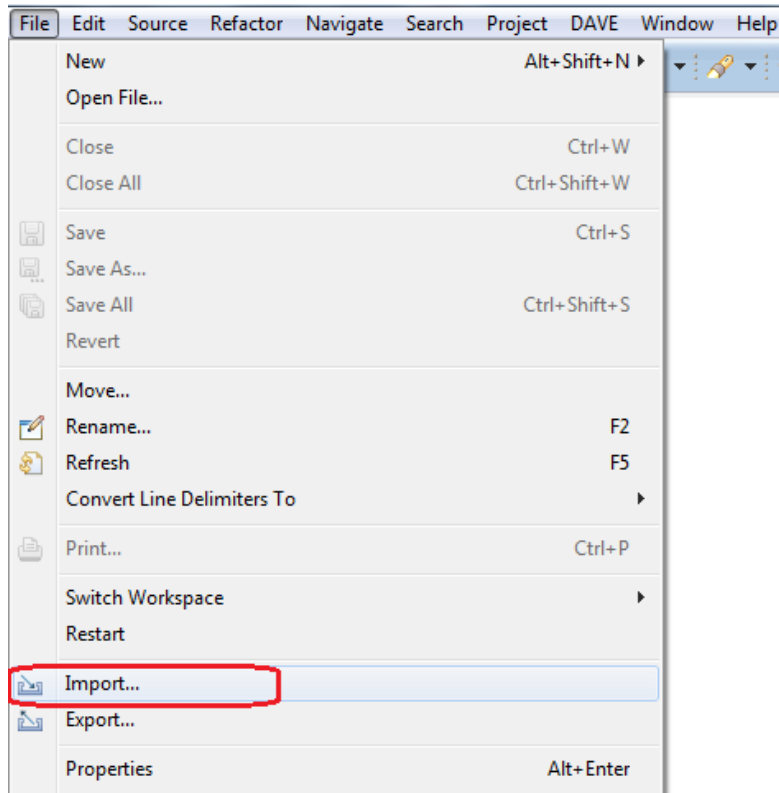 File Edit Source Refactor Navigate Search Project DAVE Window Help
New Alt+Shift+N
Open File...
Close Ctrl+W
Close All Ctrl+Shift+W
Save Ctrl+S
Save As...
Save All Ctrl+Shift+S
Revert
Move...
Rename... F2
Refresh F5
Convert Line Delimiters To
Print... Ctrl+P
Switch Workspace
Restart
Import...
Export...
Properties Alt+Enter